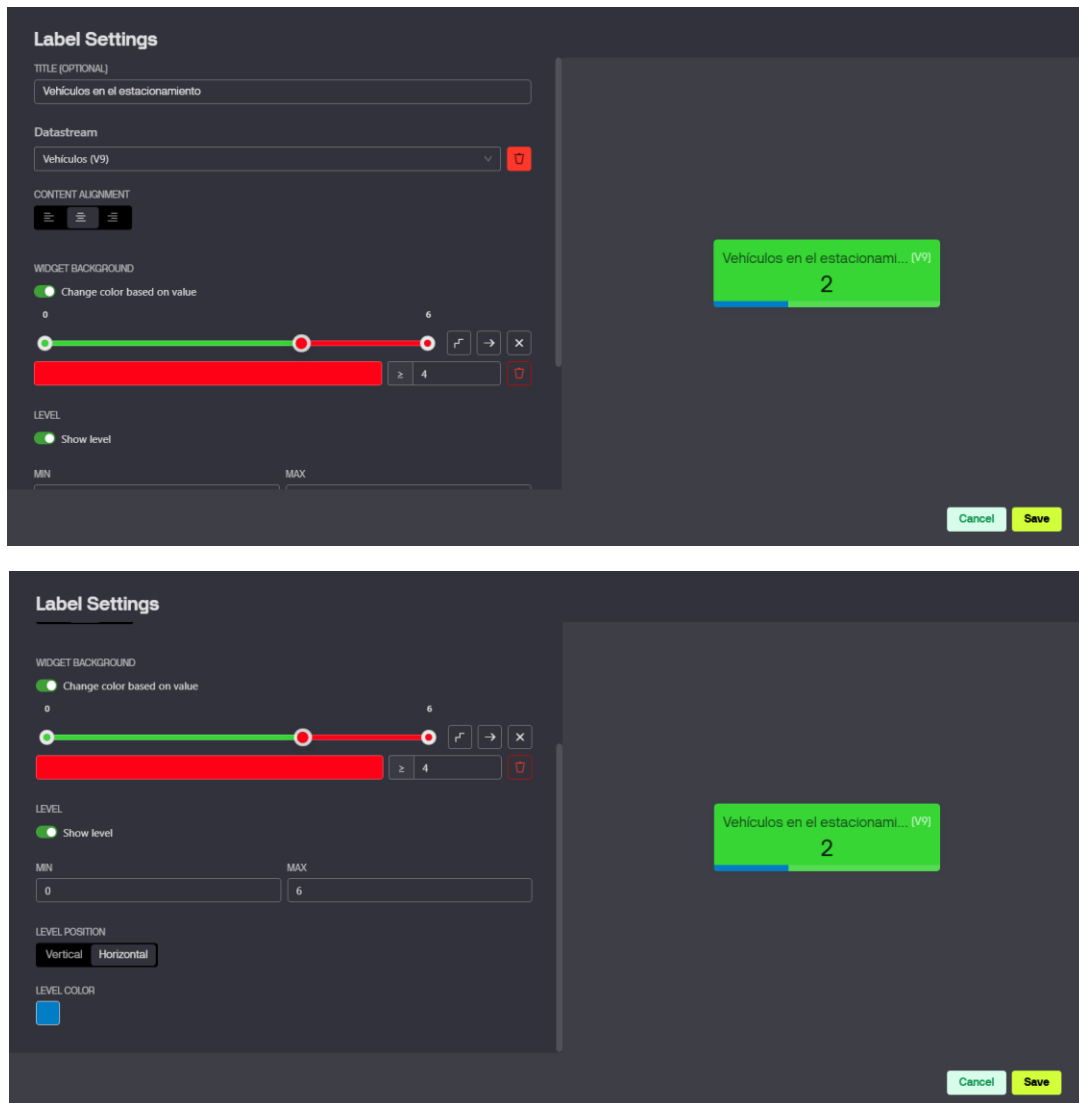 Label Settings
TITLE (OPTIONAL)
Vehículos en el estacionamiento
Datastream
Vehículos (V9)
CONTENT ALIGNMENT
WIDGET BACKGROUND
Change color based on value
0 6
≥ 4
LEVEL
Show level
MIN MAX
Vehículos en el estacionami... (V9)
2
Cancel Save
Label Settings
WIDGET BACKGROUND
Change color based on value
0 6
≥ 4
LEVEL
Show level
MIN MAX
0 6
LEVEL POSITION
Vertical Horizontal
LEVEL COLOR
Vehículos en el estacionami... (V9)
2
Cancel Save